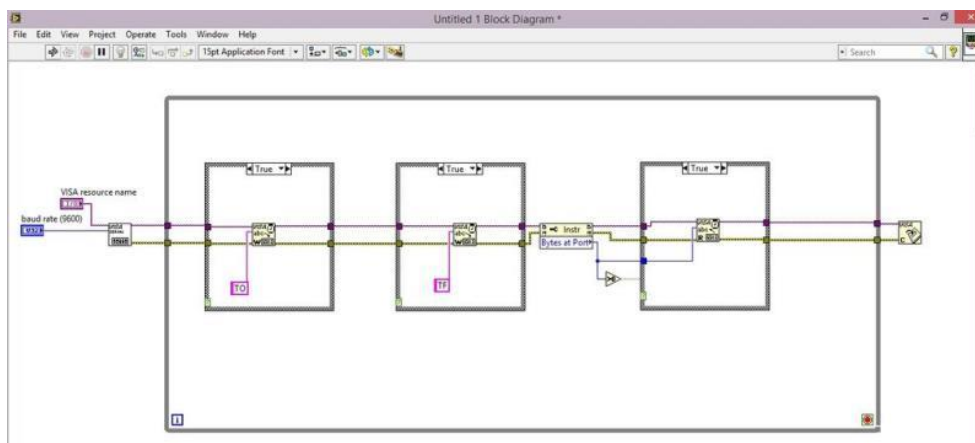 Untitled 1 Block Diagram *
File Edit View Project Operate Tools Window Help
15pt Application Font
Search
True
True
True
VISA resource name
baud rate (9600)
Instr
Bytes at Port
TO
TF
i